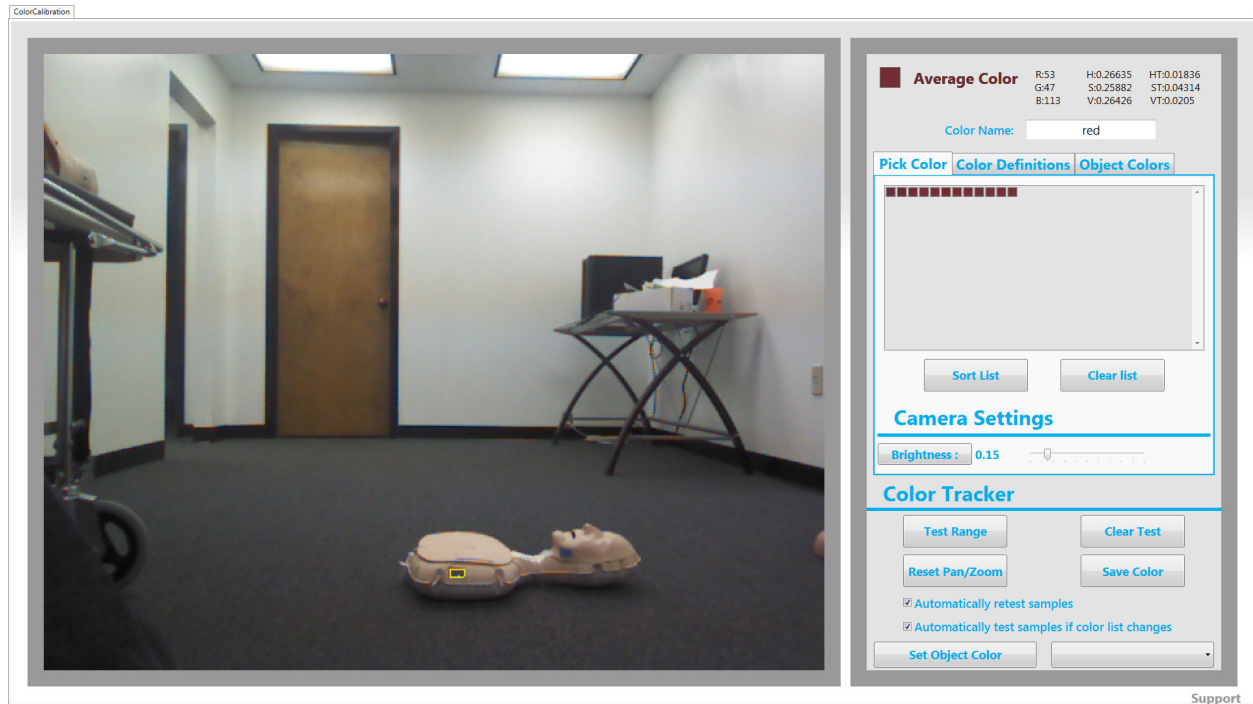 ColorCalibration
Average Color
R:53 H:0.26635 HT:0.01836
G:47 S:0.25882 ST:0.04314
B:113 V:0.26426 VT:0.0205
Color Name: red
Pick Color Color Definitions Object Colors
Sort List Clear list
Camera Settings
Brightness : 0.15
Color Tracker
Test Range Clear Test
Reset Pan/Zoom Save Color
Automatically retest samples
Automatically test samples if color list changes
Set Object Color
Support